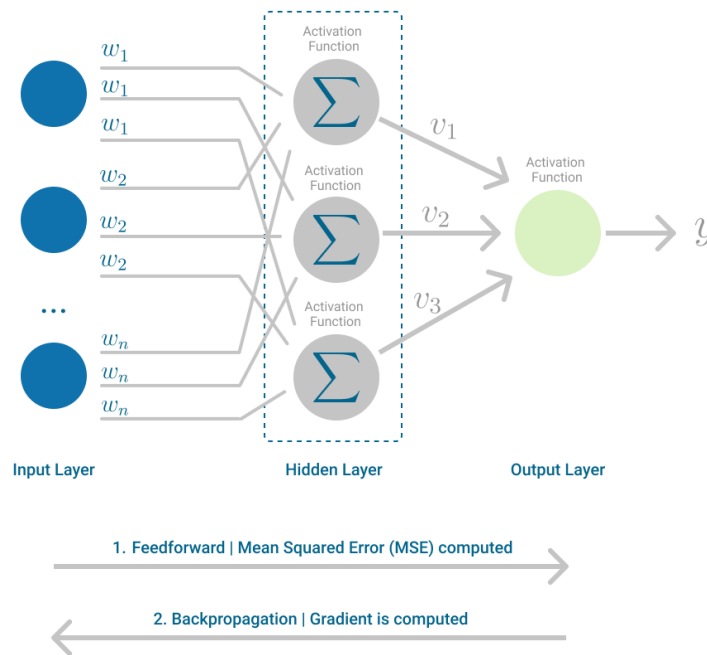 Activation
Function
w₁
w₁
w₁
Σ
v₁
w₂
w₂
w₂
Activation
Function
Σ
v₂
Activation
Function
y
...
Activation
Function
Σ
v₃
wₙ
wₙ
wₙ
Input Layer
Hidden Layer
Output Layer
1. Feedforward | Mean Squared Error (MSE) computed
2. Backpropagation | Gradient is computed